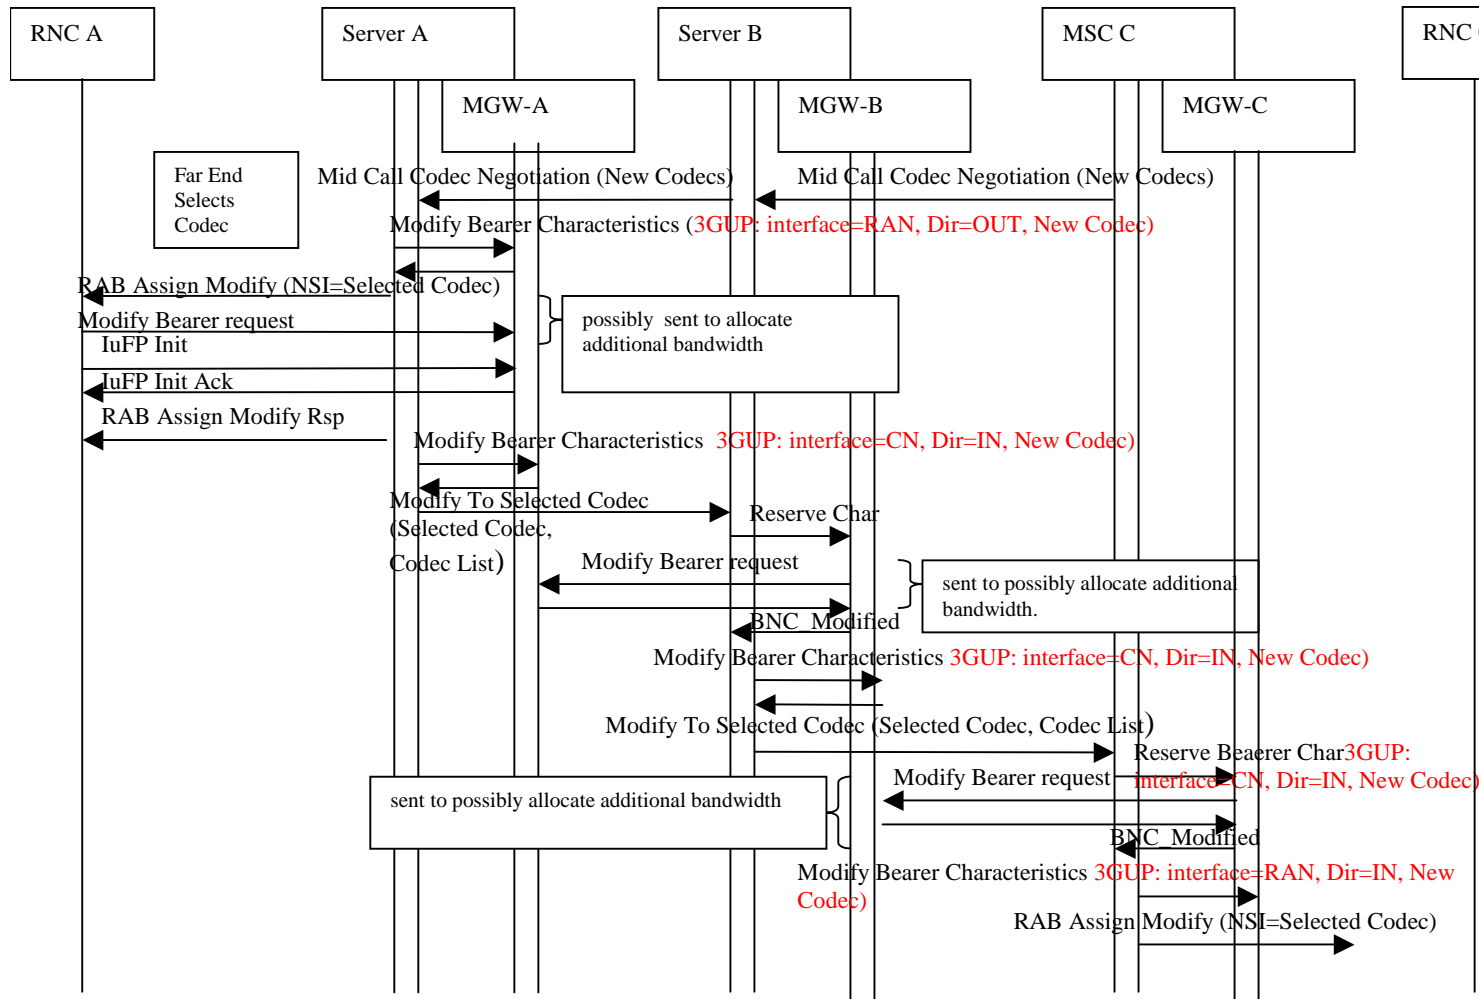 RNC A
Server A
Server B
MSC C
RNC
MGW-A
MGW-B
MGW-C
Far End
Selects
Codec
Mid Call Codec Negotiation (New Codecs)
Mid Call Codec Negotiation (New Codecs)
Modify Bearer Characteristics (3GUP: interface=RAN, Dir=OUT, New Codec)
RAB Assign Modify (NSI=Selected Codec)
Modify Bearer request
possibly  sent to allocate
additional bandwidth
IuFP Init
IuFP Init Ack
RAB Assign Modify Rsp
Modify Bearer Characteristics  3GUP: interface=CN, Dir=IN, New Codec)
Modify To Selected Codec
(Selected Codec,
Codec List)
Reserve Char
Modify Bearer request
sent to possibly allocate additional
bandwidth.
BNC_Modified
Modify Bearer Characteristics 3GUP: interface=CN, Dir=IN, New Codec)
Modify To Selected Codec (Selected Codec, Codec List)
Reserve Beaerer Char3GUP:
interface=CN, Dir=IN, New Codec)
Modify Bearer request
sent to possibly allocate additional bandwidth
BNC_Modified
Modify Bearer Characteristics 3GUP: interface=RAN, Dir=IN, New
Codec)
RAB Assign Modify (NSI=Selected Codec)